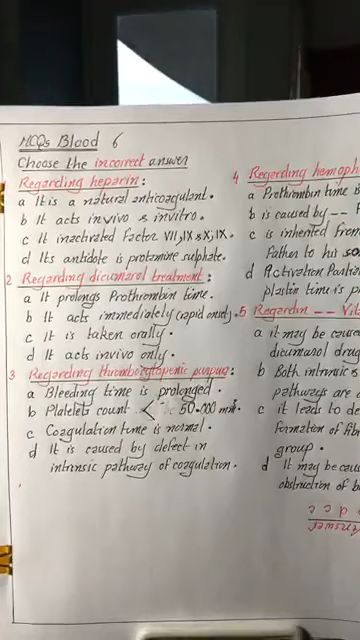 MCQs Blood 6
Choose the incorrect answer
Regarding heparin:
a It is a natural anticoagulant.
b It acts invivo & invitro.
c It inactivated Factor VII, IX & X, IX.
d Its antidote is protamine sulphate.
2 Regarding dicumarol treatment:
a It prolongs Prothrombin time.
b It acts immediately (rapid onset).
c It is taken orally.
d It acts invivo only.
3 Regarding thrombocytopenic purpura:
a Bleeding time is prolonged.
b Platelets count < 50.000 mm³.
c Coagulation time is normal.
d It is caused by defect in
intrinsic pathway of coagulation.
4 Regarding hemoph
a Prothrombin time is
b is caused by --
c is inherited from
Father to his so
d Activation Partia
plastin time is p
5 Regardin -- Vit
a it may be cause
dicumarol drug
b Both intrinsic &
pathways are a
c it leads to de
Formation of fib
group.
d It may be cau
obstruction of b
Answer